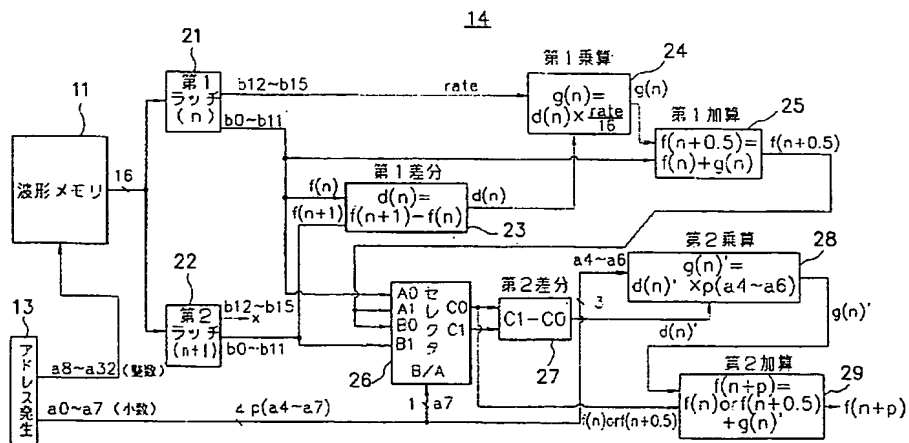 14
21
第1
ラッチ
(n)
b12~b15
rate
b0~b11
11
波形メモリ
16
第1乗算
24
g(n)=
d(n)×rate/16
g(n)
第1加算
25
f(n+0.5)=
f(n)+g(n)
f(n+0.5)
第1差分
f(n)
f(n+1)
d(n)=
f(n+1)-f(n)
d(n)
23
22
第2
ラッチ
(n+1)
b12~b15
×
b0~b11
13
アドレス発生
a8~a32(整数)
a0~a7(小数)
4 p(a4~a7)
A0
A1
B0
B1
セレクタ
C0
C1
B/A
26
1
a7
第2差分
C1-C0
27
a4~a6
3
第2乗算
28
g(n)'=
d(n)'×p(a4~a6)
d(n)'
g(n)'
第2加算
29
f(n+p)=
f(n)orf(n+0.5)
+g(n)'
f(n)orf(n+0.5)
f(n+p)